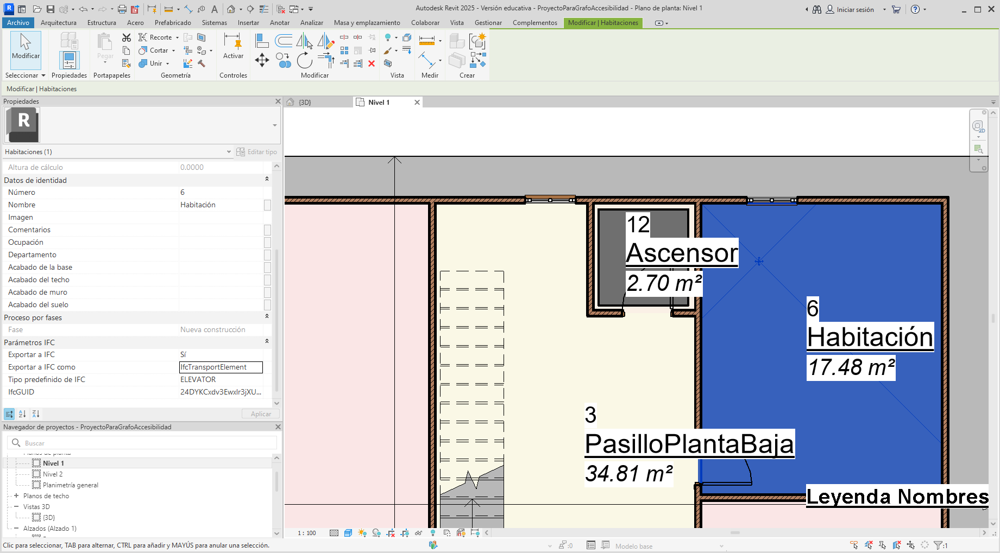 Autodesk Revit 2025 - Versión educativa - ProyectoParaGrafoAccesibilidad - Plano de planta: Nivel 1
Iniciar sesión
Archivo Arquitectura Estructura Acero Prefabricado Sistemas Insertar Anotar Analizar Masa y emplazamiento Colaborar Vista Gestionar Complementos Modificar | Habitaciones
Modificar
Pegar
Recorte
Cortar
Unir
Activar
Seleccionar Propiedades Portapapeles Geometría Controles Modificar Vista Medir Crear
Modificar | Habitaciones
Propiedades
{3D}
Nivel 1
R
Habitaciones (1)
Editar tipo
Altura de cálculo 0.0000
Datos de identidad
Número 6
Nombre Habitación
Imagen
Comentarios
Ocupación
Departamento
Acabado de la base
Acabado del techo
Acabado de muro
Acabado del suelo
Proceso por fases
Fase Nueva construcción
Parámetros IFC
Exportar a IFC Sí
Exportar a IFC como IfcTransportElement
Tipo predefinido de IFC ELEVATOR
IfcGUID 24DYKCxdv3Ewxlr3jXU...
Aplicar
Navegador de proyectos - ProyectoParaGrafoAccesibilidad
Buscar
Planos de planta
Nivel 1
Nivel 2
Planimetría general
Planos de techo
Vistas 3D
{3D}
Alzados (Alzado 1)
12
Ascensor
2.70 m²
6
Habitación
17.48 m²
3
PasilloPlantaBaja
34.81 m²
Leyenda Nombres
2D
1 : 100
Clic para seleccionar, TAB para alternar, CTRL para añadir y MAYÚS para anular una selección.
:0
Modelo base
:1